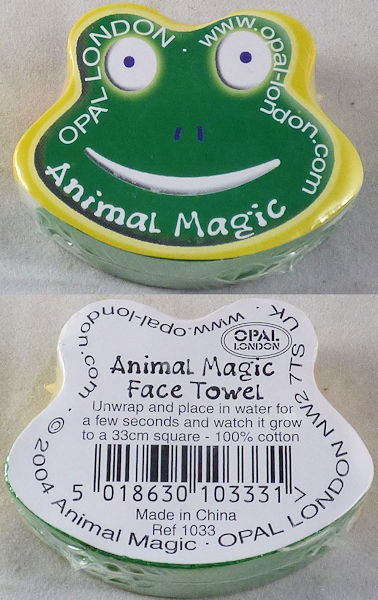 OPAL LONDON · www.opal-london.com
Animal Magic
www.opal-london.com · © 2004 Animal Magic · OPAL LONDON NW2 7TS UK ·
OPAL
LONDON
Animal Magic
Face Towel
Unwrap and place in water for
a few seconds and watch it grow
to a 33cm square - 100% cotton
5 018630 103331 >
Made in China
Ref 1033